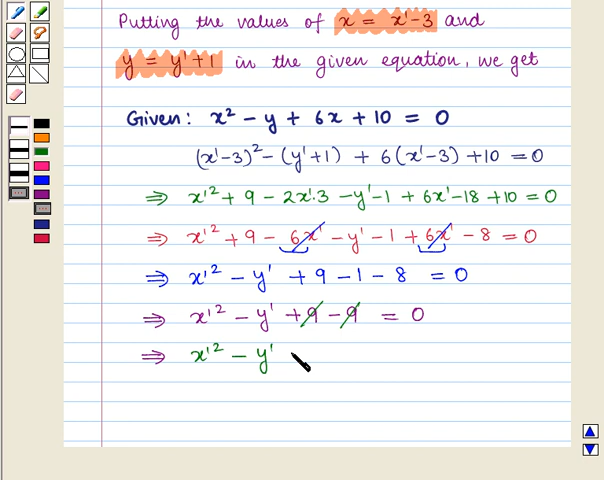 Putting the values of x = x'-3 and
y = y'+1 in the given equation, we get
Given: x² - y + 6x + 10 = 0
(x'-3)² - (y'+1) + 6(x'-3) + 10 = 0
⇒ x'² + 9 - 2x'·3 - y' - 1 + 6x' - 18 + 10 = 0
⇒ x'² + 9 - 6x' - y' - 1 + 6x' - 8 = 0
⇒ x'² - y' + 9 - 1 - 8 = 0
⇒ x'² - y' + 9 - 9 = 0
⇒ x'² - y'